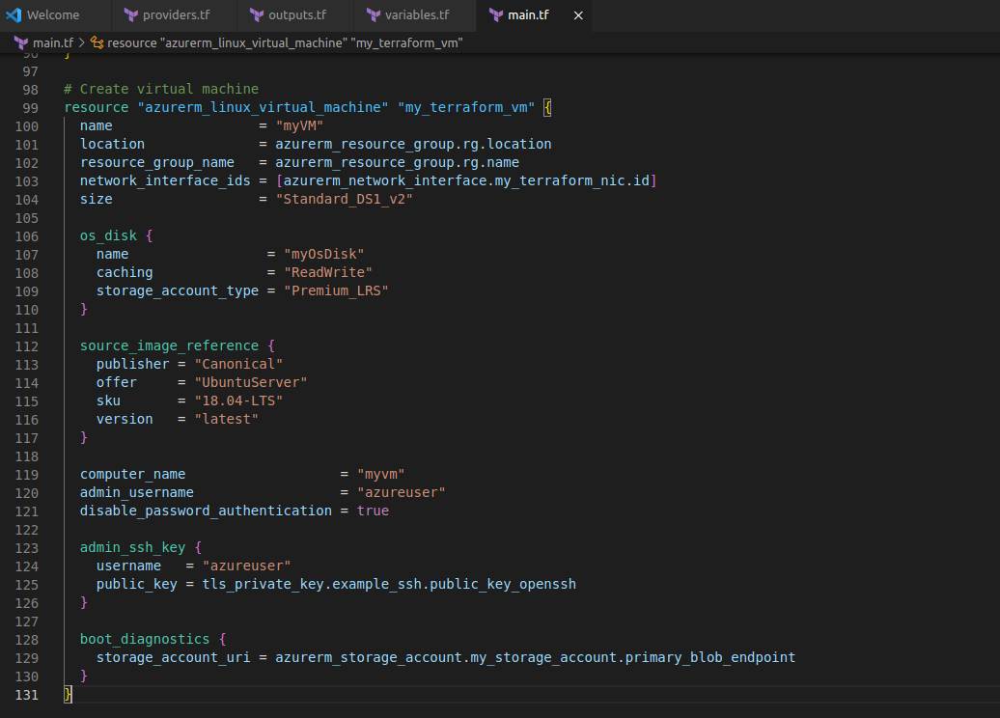 Welcome providers.tf outputs.tf variables.tf main.tf ×
main.tf > resource "azurerm_linux_virtual_machine" "my_terraform_vm"
96 }
97
98 # Create virtual machine
99 resource "azurerm_linux_virtual_machine" "my_terraform_vm" {
100   name                  = "myVM"
101   location              = azurerm_resource_group.rg.location
102   resource_group_name   = azurerm_resource_group.rg.name
103   network_interface_ids = [azurerm_network_interface.my_terraform_nic.id]
104   size                  = "Standard_DS1_v2"
105
106   os_disk {
107     name                 = "myOsDisk"
108     caching              = "ReadWrite"
109     storage_account_type = "Premium_LRS"
110   }
111
112   source_image_reference {
113     publisher = "Canonical"
114     offer     = "UbuntuServer"
115     sku       = "18.04-LTS"
116     version   = "latest"
117   }
118
119   computer_name                   = "myvm"
120   admin_username                  = "azureuser"
121   disable_password_authentication = true
122
123   admin_ssh_key {
124     username   = "azureuser"
125     public_key = tls_private_key.example_ssh.public_key_openssh
126   }
127
128   boot_diagnostics {
129     storage_account_uri = azurerm_storage_account.my_storage_account.primary_blob_endpoint
130   }
131 }